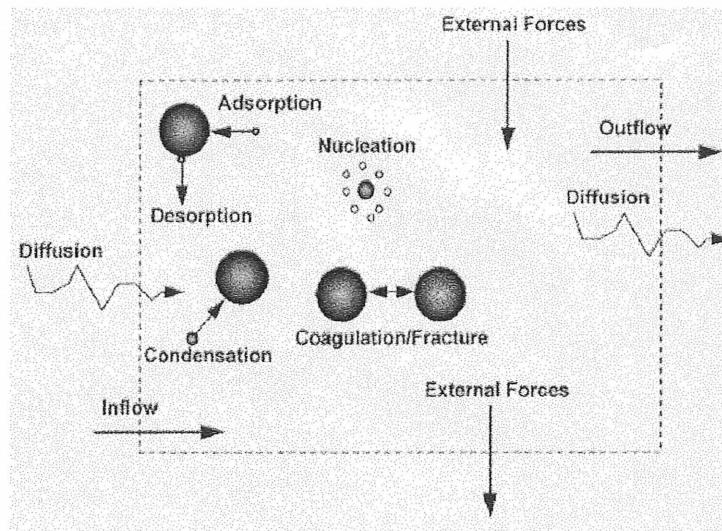 External Forces
Adsorption
Nucleation
Outflow
Desorption
Diffusion
Diffusion
Condensation
Coagulation/Fracture
Inflow
External Forces